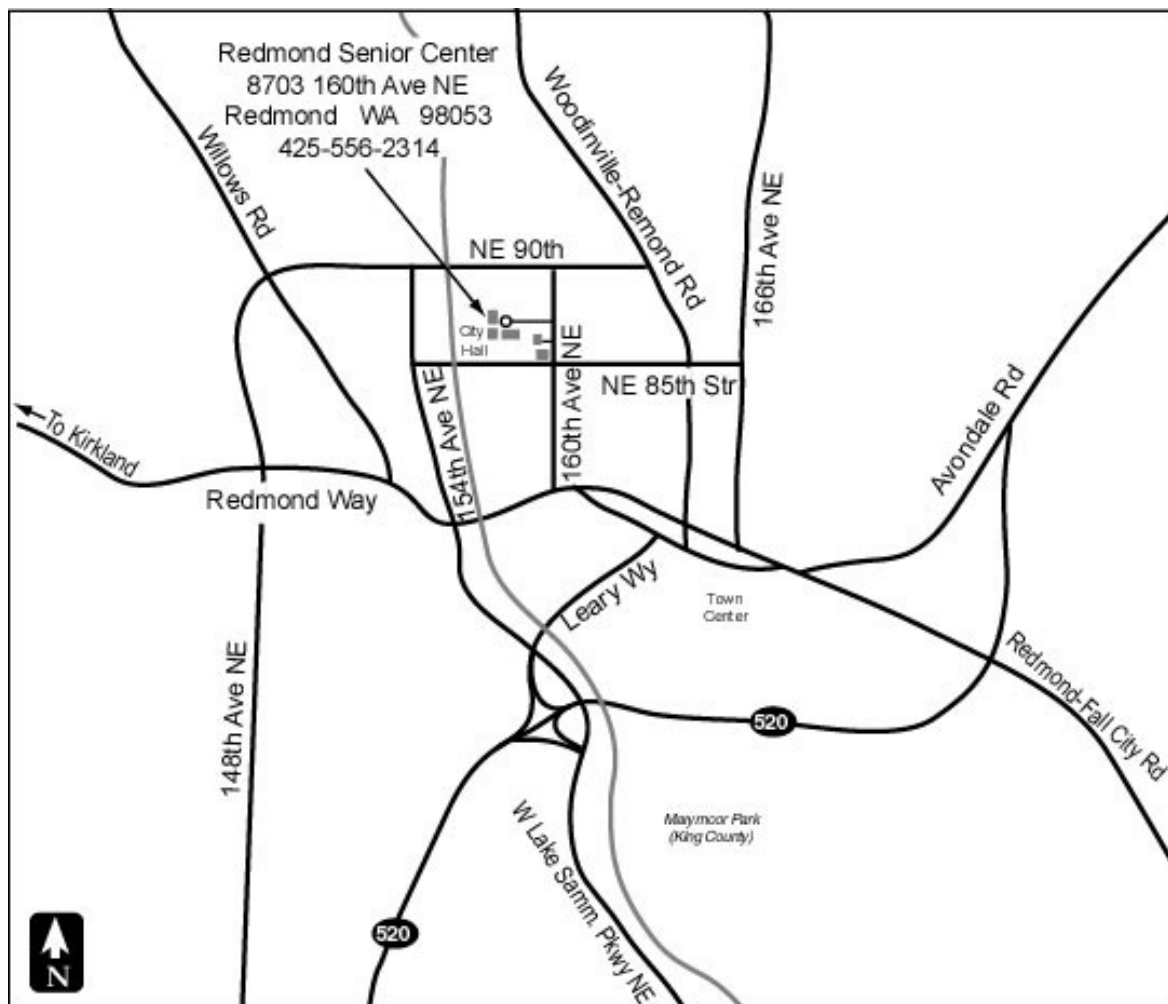 Redmond Senior Center
8703 160th Ave NE
Redmond WA 98053
425-556-2314
Willows Rd
Woodinville-Remond Rd
166th Ave NE
NE 90th
City
Hall
160th Ave NE
NE 85th Str
154th Ave NE
Avondale Rd
To Kirkland
Redmond Way
Leary Wy
Town
Center
148th Ave NE
Redmond-Fall City Rd
520
Marymoor Park
(King County)
W Lake Samm. Pkwy NE
520
N